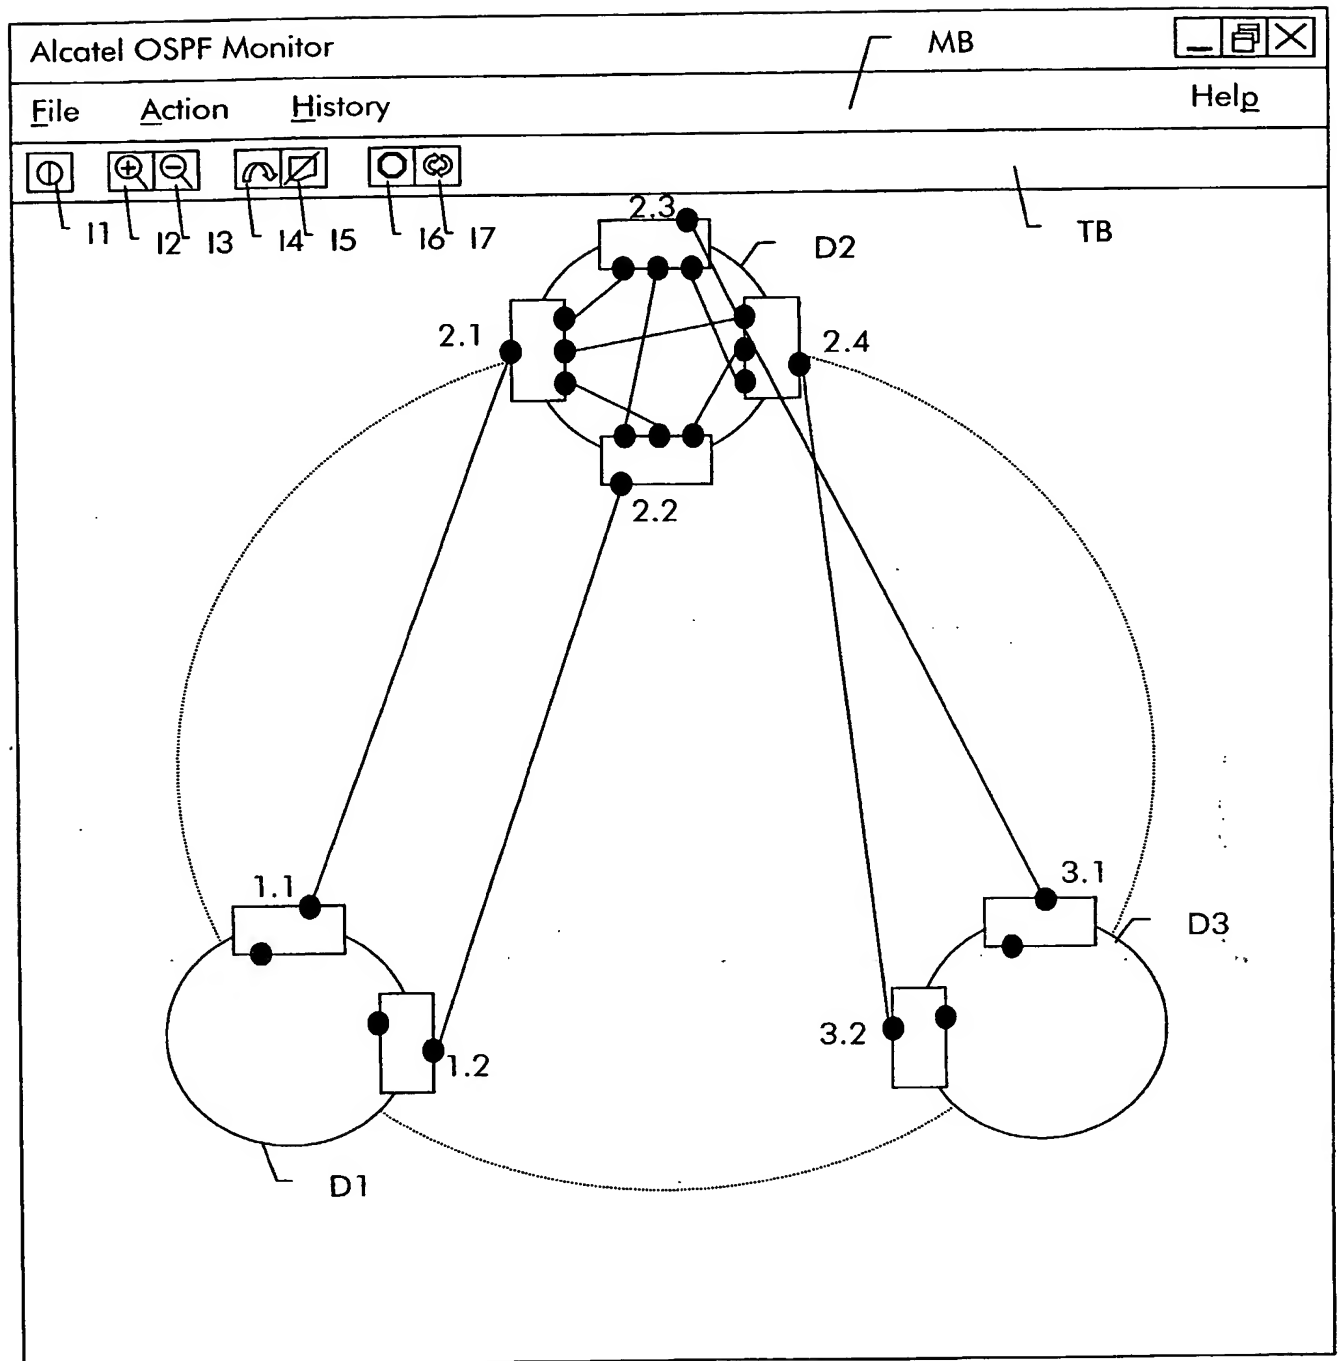 Alcatel OSPF Monitor
MB
File Action History Help
I1 I2 I3 I4 I5 I6 I7
TB
2.3
D2
2.1
2.4
2.2
1.1
3.1
D3
3.2
1.2
D1